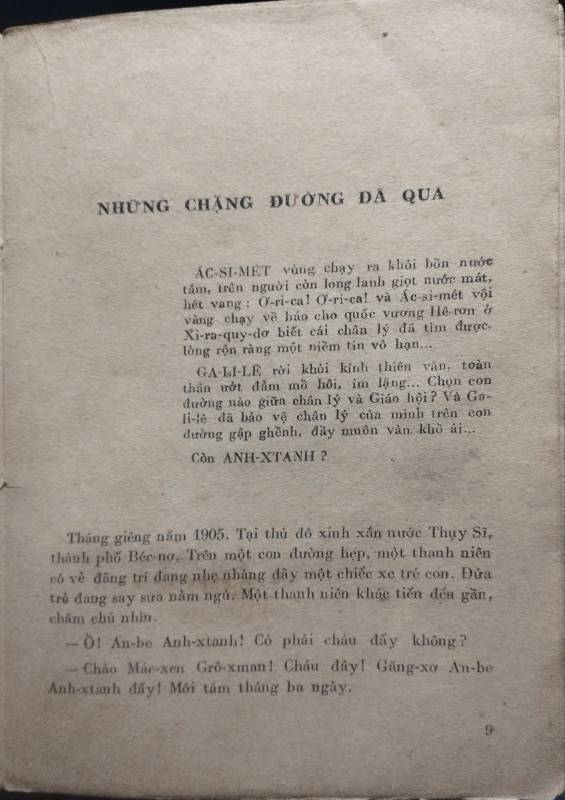 NHỮNG CHẶNG ĐƯỜNG ĐÃ QUA
ÁC-SI-MÉT vùng chạy ra khỏi bồn nước
tắm, trên người còn long lanh giọt nước mát,
hét vang : Ơ-ri-ca! Ơ-ri-ca! và Ác-si-mét vội
vàng chạy về báo cho quốc vương Hê-rơn ở
Xi-ra-quy-dơ biết cái chân lý đã tìm được,
lòng rộn ràng một niềm tin vô hạn...
GA-LI-LÊ rời khỏi kính thiên văn, toàn
thân ướt đẫm mồ hôi, im lặng... Chọn con
đường nào giữa chân lý và Giáo hội? Và Ga-
li-lê đã bảo vệ chân lý của mình trên con
đường gập ghềnh, đầy muôn vàn khổ ải...
Còn ANH-XTANH ?
Tháng giêng năm 1905. Tại thủ đô xinh xắn nước Thụy Sĩ,
thành phố Béc-nơ. Trên một con đường hẹp, một thanh niên
có vẻ đãng trí đang nhẹ nhàng đẩy một chiếc xe trẻ con. Đứa
trẻ đang say sưa nằm ngủ. Một thanh niên khác tiến đến gần,
chăm chú nhìn.
— Ồ! An-be Anh-xtanh! Có phải cháu đấy không?
— Chào Mác-xen Grô-xman! Cháu đây! Găng-xơ An-be
Anh-xtanh đấy! Mới tám tháng ba ngày.
9